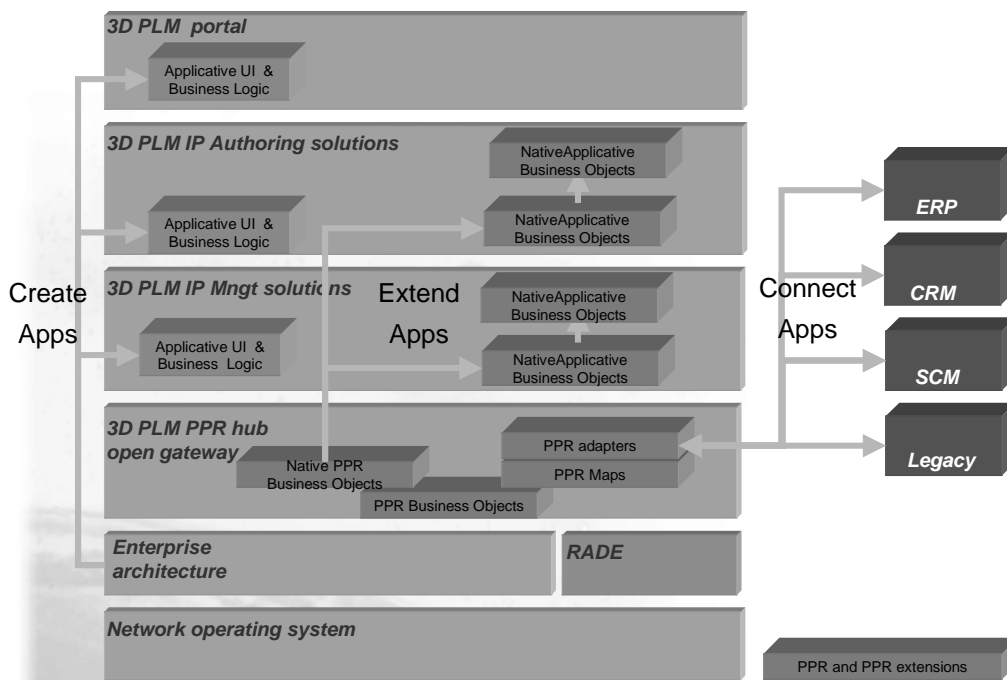 3D PLM  portal
Applicative UI  &
Business Logic
3D PLM IP Authoring solutions
NativeApplicative
Business Objects
Applicative UI  &
Business Logic
NativeApplicative
Business Objects
ERP
Create
Apps
3D PLM IP Mngt solutions
Extend
Apps
NativeApplicative
Business Objects
Connect
Apps
CRM
Applicative UI  &
Business  Logic
NativeApplicative
Business Objects
SCM
3D PLM PPR hub
open gateway
PPR adapters
Native PPR
Business Objects
PPR Maps
PPR Business Objects
Legacy
Enterprise
architecture
RADE
Network operating system
PPR and PPR extensions